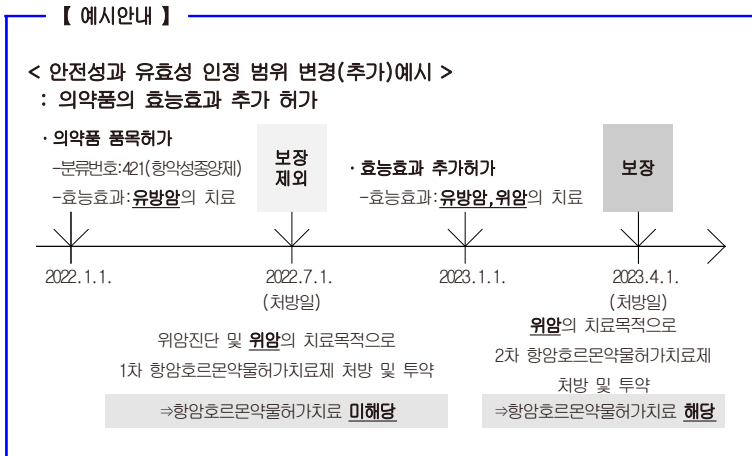 【 예시안내 】
< 안전성과 유효성 인정 범위 변경(추가)예시 >
: 의약품의 효능효과 추가 허가
· 의약품 품목허가
-분류번호:421(항악성종양제)
-효능효과:유방암의 치료
보장
제외
· 효능효과 추가허가
-효능효과:유방암,위암의 치료
보장
2022.1.1.
2022.7.1.
(처방일)
2023.1.1.
2023.4.1.
(처방일)
위암진단 및 위암의 치료목적으로
1차 항암호르몬약물허가치료제 처방 및 투약
⇒항암호르몬약물허가치료 미해당
위암의 치료목적으로
2차 항암호르몬약물허가치료제
처방 및 투약
⇒항암호르몬약물허가치료 해당